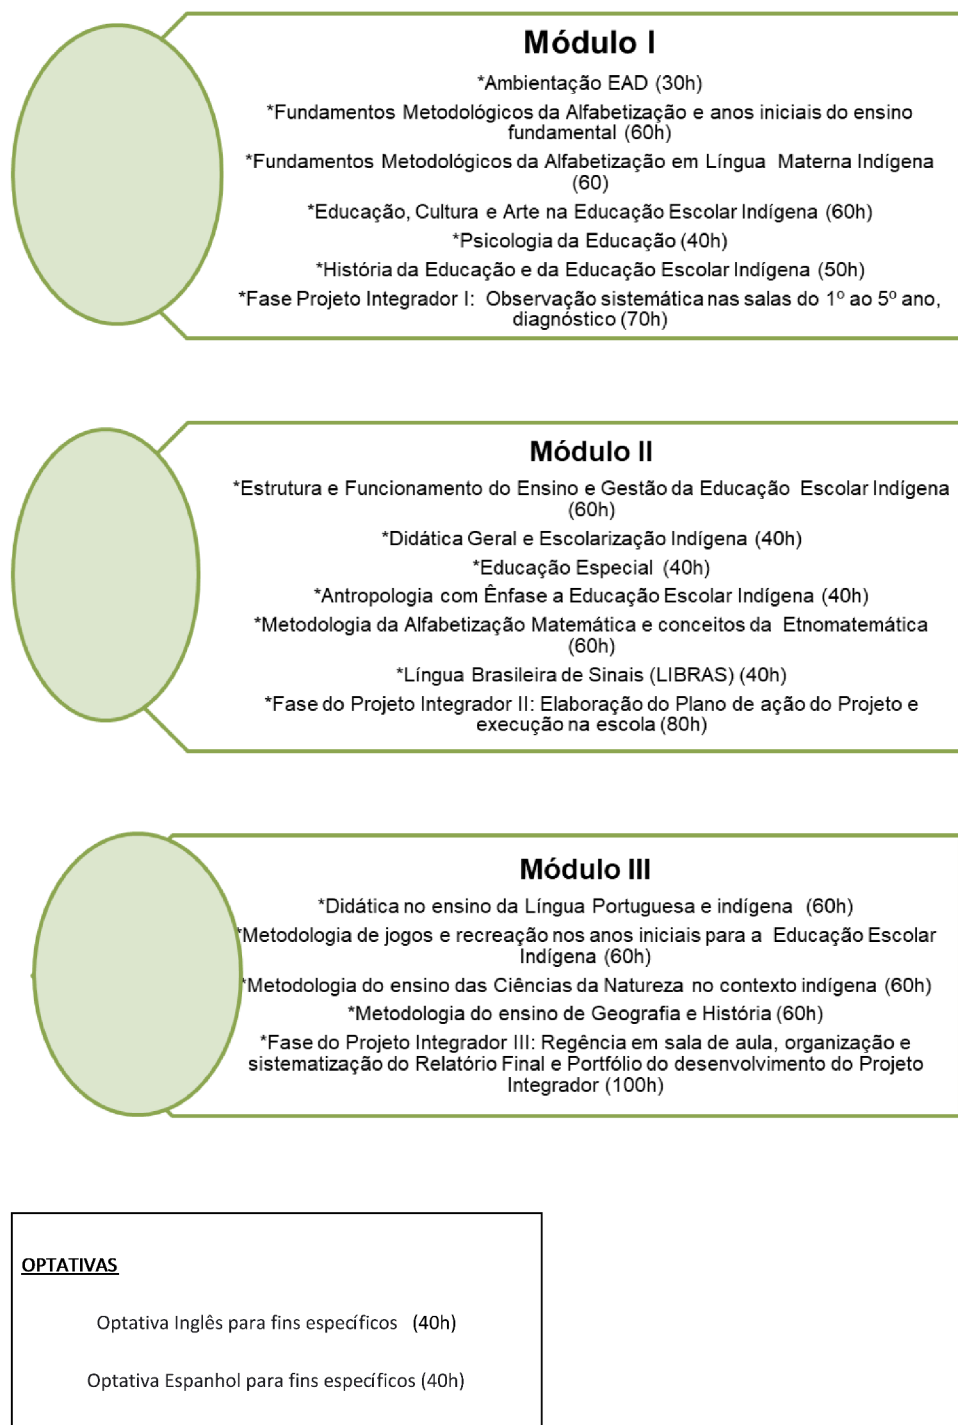 Módulo I
*Ambientação EAD (30h)
*Fundamentos Metodológicos da Alfabetização e anos iniciais do ensino
fundamental (60h)
*Fundamentos Metodológicos da Alfabetização em Língua Materna Indígena
(60)
*Educação, Cultura e Arte na Educação Escolar Indígena (60h)
*Psicologia da Educação (40h)
*História da Educação e da Educação Escolar Indígena (50h)
*Fase Projeto Integrador I: Observação sistemática nas salas do 1º ao 5º ano,
diagnóstico (70h)
Módulo II
*Estrutura e Funcionamento do Ensino e Gestão da Educação Escolar Indígena
(60h)
*Didática Geral e Escolarização Indígena (40h)
*Educação Especial (40h)
*Antropologia com Ênfase a Educação Escolar Indígena (40h)
*Metodologia da Alfabetização Matemática e conceitos da Etnomatemática
(60h)
*Língua Brasileira de Sinais (LIBRAS) (40h)
*Fase do Projeto Integrador II: Elaboração do Plano de ação do Projeto e
execução na escola (80h)
Módulo III
*Didática no ensino da Língua Portuguesa e indígena (60h)
*Metodologia de jogos e recreação nos anos iniciais para a Educação Escolar
Indígena (60h)
*Metodologia do ensino das Ciências da Natureza no contexto indígena (60h)
*Metodologia do ensino de Geografia e História (60h)
*Fase do Projeto Integrador III: Regência em sala de aula, organização e
sistematização do Relatório Final e Portfólio do desenvolvimento do Projeto
Integrador (100h)
OPTATIVAS
Optativa Inglês para fins específicos (40h)
Optativa Espanhol para fins específicos (40h)